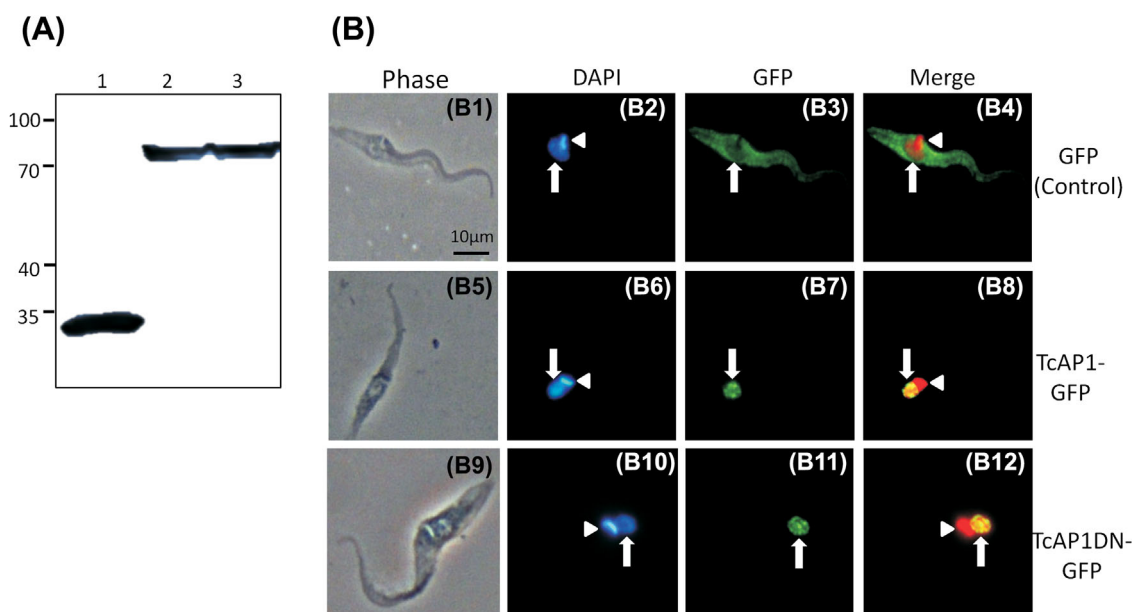 (A)
1 2 3
100
70
40
35
(B)
Phase DAPI GFP Merge
(B1) (B2) (B3) (B4)
10µm
GFP
(Control)
(B5) (B6) (B7) (B8)
TcAP1-
GFP
(B9) (B10) (B11) (B12)
TcAP1DN-
GFP